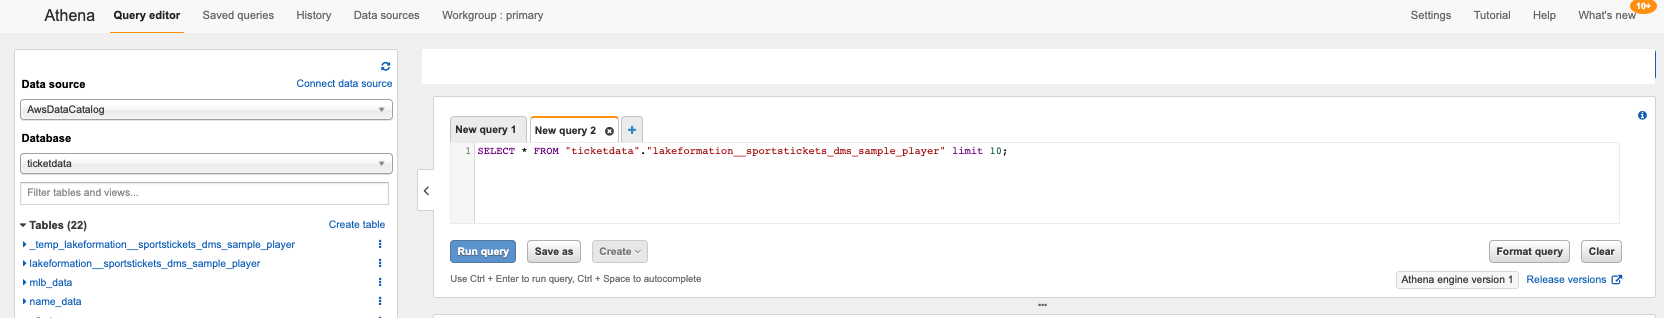 Athena Query editor Saved queries History Data sources Workgroup : primary Settings Tutorial Help What's new 10+
Data source Connect data source
AwsDataCatalog
Database
ticketdata
Filter tables and views...
Tables (22) Create table
_temp_lakeformation__sportstickets_dms_sample_player
lakeformation__sportstickets_dms_sample_player
mlb_data
name_data
New query 1 New query 2 +
1 SELECT * FROM "ticketdata"."lakeformation__sportstickets_dms_sample_player" limit 10;
Run query Save as Create Format query Clear
Use Ctrl + Enter to run query, Ctrl + Space to autocomplete Athena engine version 1 Release versions